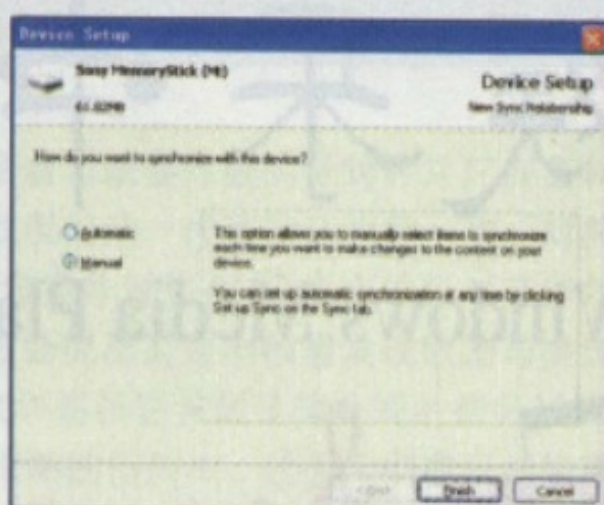 Device Setup
Sony MemoryStick (M:)
61.82MB
Device Setup
New Sync Relationship
How do you want to synchronize with this device?
Automatic
Manual
This option allows you to manually select items to synchronize
each time you want to make changes to the content on your
device.
You can set up automatic synchronization at any time by clicking
Set up Sync on the Sync tab.
< Back
Finish
Cancel